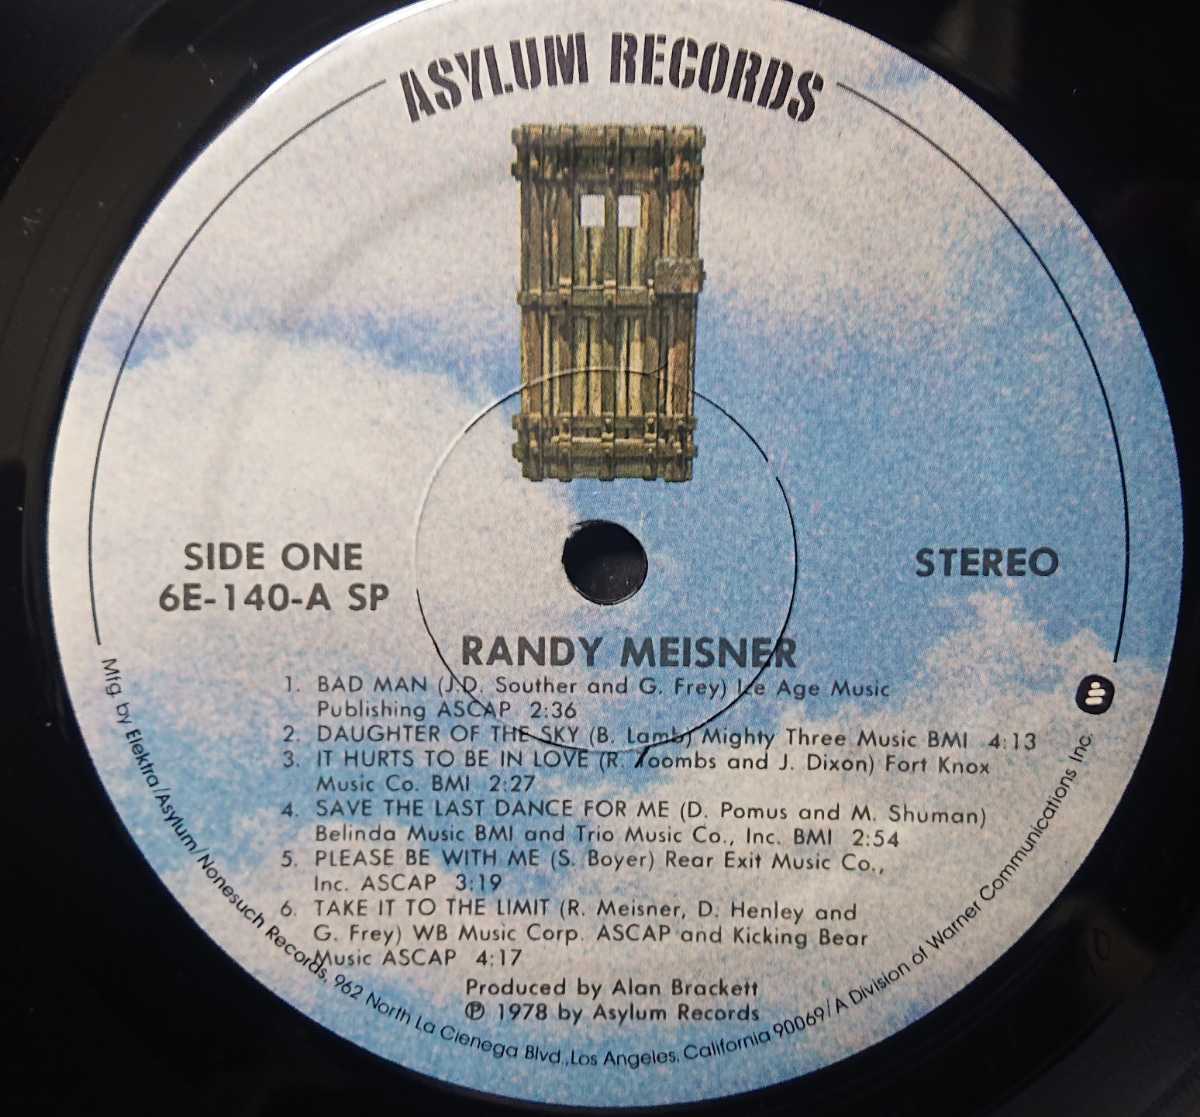 ASYLUM RECORDS
SIDE ONE
6E-140-A SP
STEREO
RANDY MEISNER
1. BAD MAN (J.D. Souther and G. Frey) Ice Age Music
Publishing ASCAP 2:36
2. DAUGHTER OF THE SKY (B. Lamb) Mighty Three Music BMI 4:13
3. IT HURTS TO BE IN LOVE (R. Toombs and J. Dixon) Fort Knox
Music Co. BMI 2:27
4. SAVE THE LAST DANCE FOR ME (D. Pomus and M. Shuman)
Belinda Music BMI and Trio Music Co., Inc. BMI 2:54
5. PLEASE BE WITH ME (S. Boyer) Rear Exit Music Co.,
Inc. ASCAP 3:19
6. TAKE IT TO THE LIMIT (R. Meisner, D. Henley and
G. Frey) WB Music Corp. ASCAP and Kicking Bear
Music ASCAP 4:17
Produced by Alan Brackett
℗ 1978 by Asylum Records
Mfg. by Elektra/Asylum/Nonesuch Records, 962 North La Cienega Blvd., Los Angeles, California 90069/A Division of Warner Communications Inc.